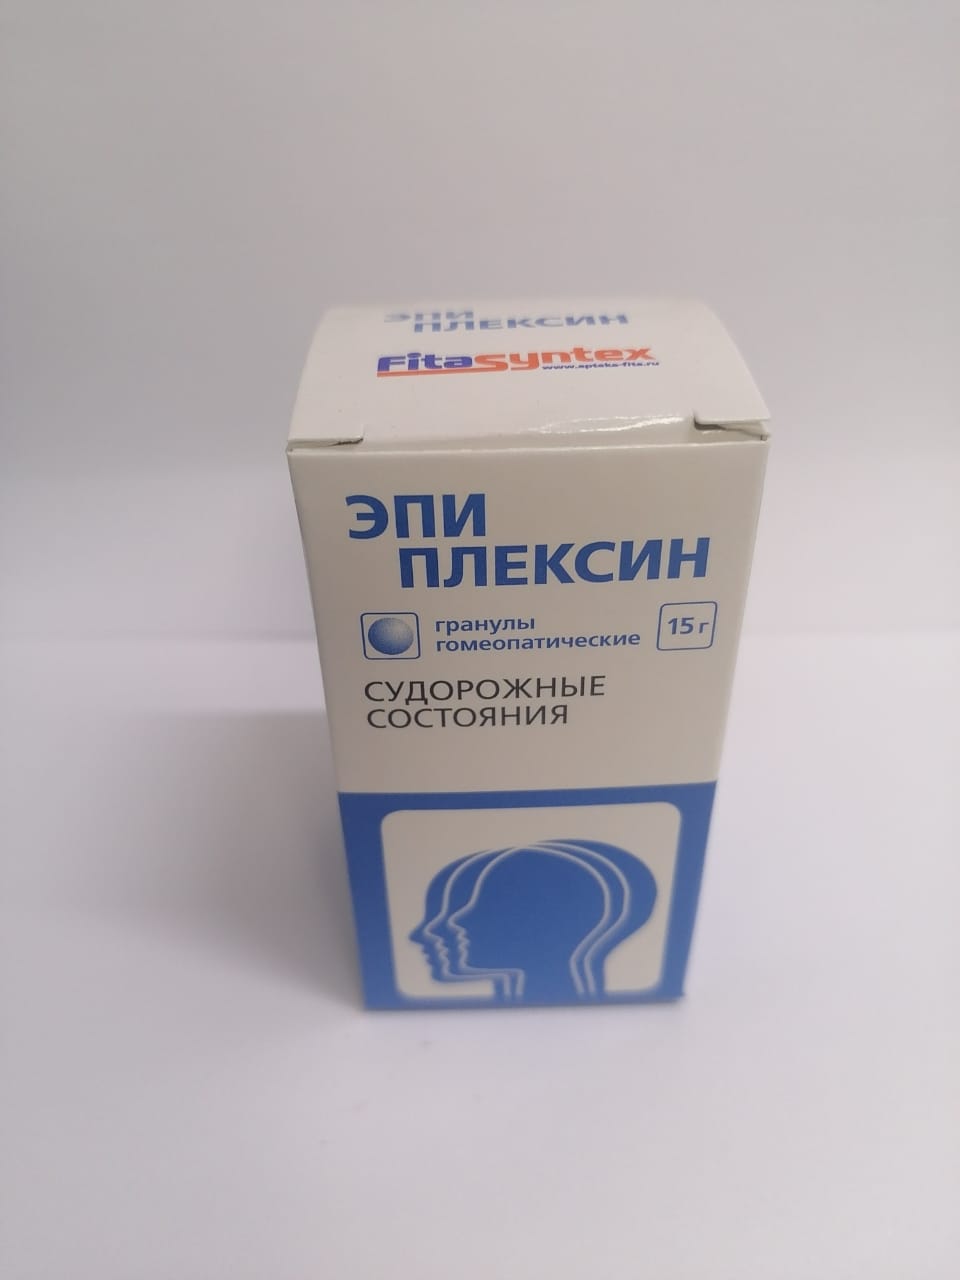 ЭПИ
ПЛЕКСИН
FitaSyntex
www.apteka-fita.ru
ЭПИ
ПЛЕКСИН
гранулы
гомеопатические
15 г
СУДОРОЖНЫЕ
СОСТОЯНИЯ